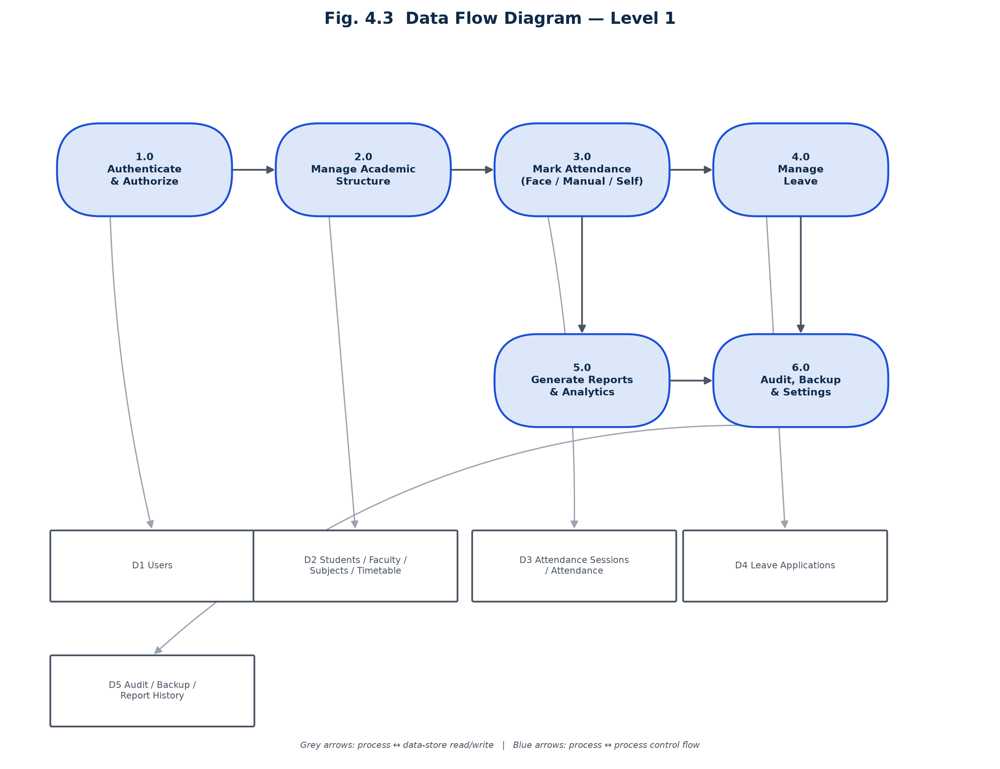 Fig. 4.3  Data Flow Diagram — Level 1
1.0
Authenticate
& Authorize
2.0
Manage Academic
Structure
3.0
Mark Attendance
(Face / Manual / Self)
4.0
Manage
Leave
5.0
Generate Reports
& Analytics
6.0
Audit, Backup
& Settings
D1 Users
D2 Students / Faculty /
Subjects / Timetable
D3 Attendance Sessions
/ Attendance
D4 Leave Applications
D5 Audit / Backup /
Report History
Grey arrows: process ↔ data-store read/write   |   Blue arrows: process ↔ process control flow